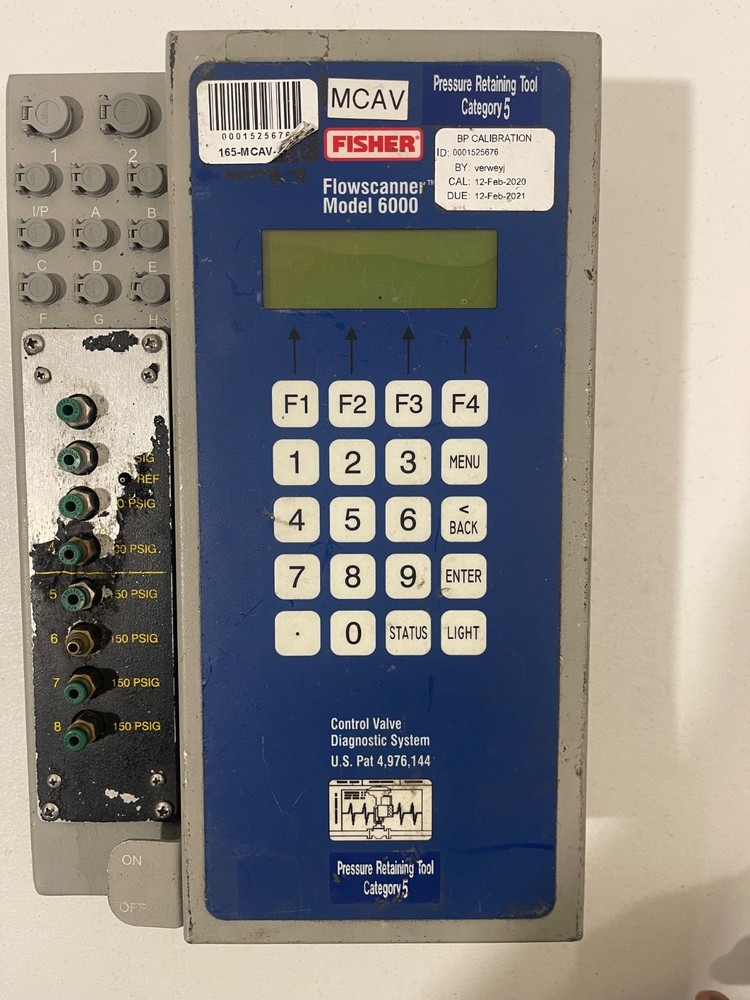 MCAV
Pressure Retaining Tool
Category 5
0001525676
165-MCAV-
FISHER
BP CALIBRATION
ID: 0001525676
BY: verweyj
CAL: 12-Feb-2020
DUE: 12-Feb-2021
Flowscanner™
Model 6000
1 2
I/P A B
C D E
F G H
F1 F2 F3 F4
1 2 3 MENU
4 5 6 < BACK
7 8 9 ENTER
. 0 STATUS LIGHT
REF
PSIG
PSIG.
5 150 PSIG
6 150 PSIG
7 150 PSIG
8 150 PSIG
ON
OFF
Control Valve
Diagnostic System
U.S. Pat 4,976,144
Pressure Retaining Tool
Category 5